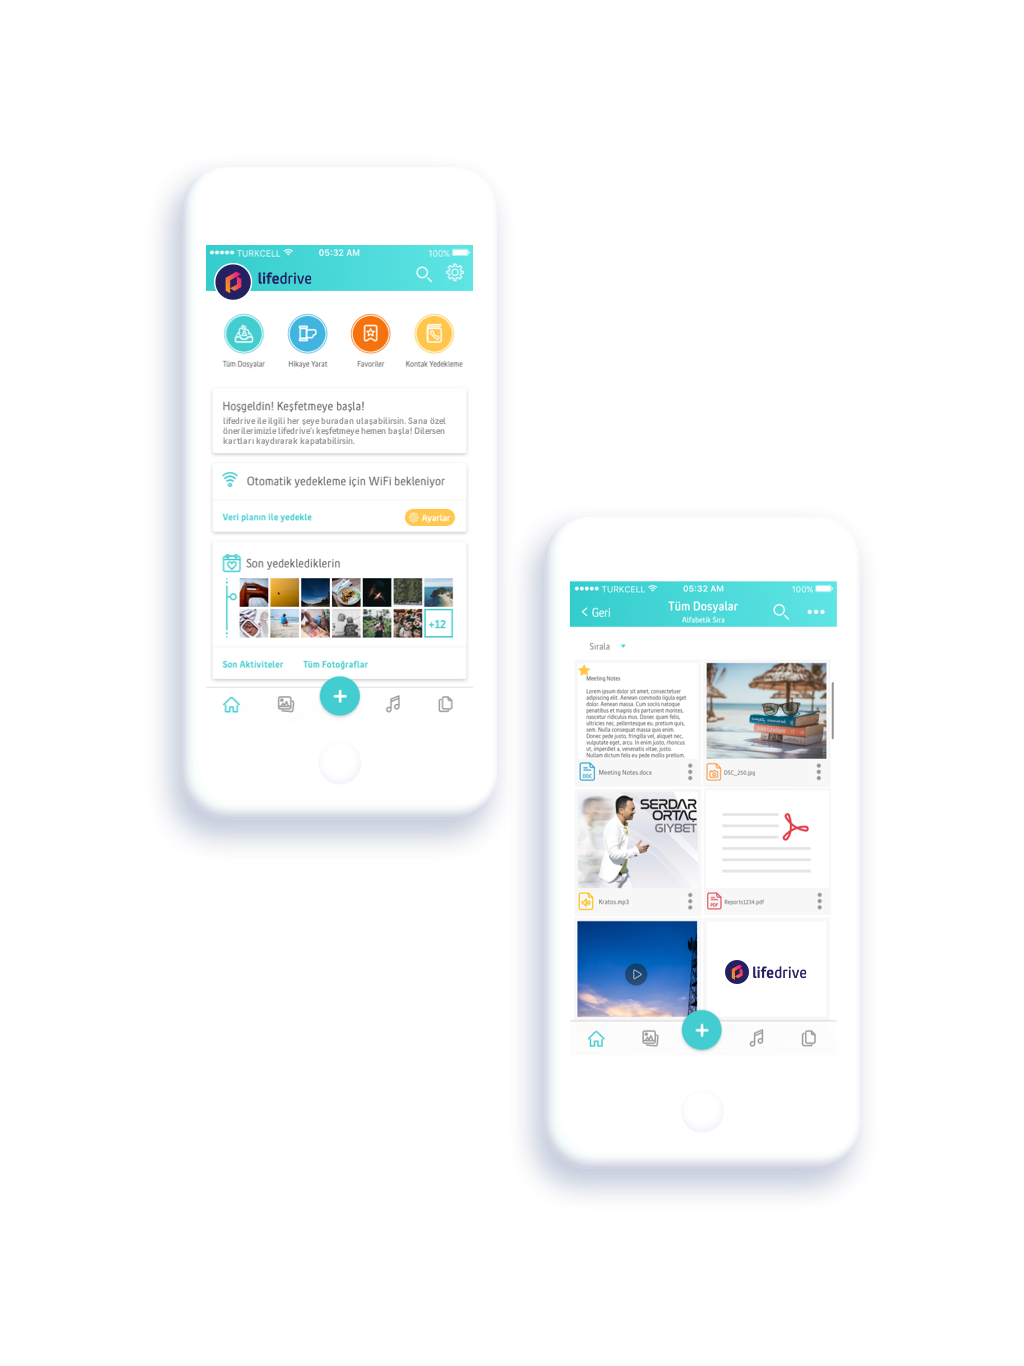 TURKCELL 05:32 AM 100%
lifedrive
Tüm Dosyalar Hikaye Yarat Favoriler Kontak Yedekleme
Hoşgeldin! Keşfetmeye başla!
lifedrive ile ilgili her şeye buradan ulaşabilirsin. Sana özel
önerilerimizle lifedrive'ı keşfetmeye hemen başla! Dilersen
kartları kaydırarak kapatabilirsin.
Otomatik yedekleme için WiFi bekleniyor
Veri planın ile yedekle Ayarlar
Son yedeklediklerin
+12
Son Aktiviteler Tüm Fotoğraflar
TURKCELL 05:32 AM 100%
Geri Tüm Dosyalar
Alfabetik Sıra
Sırala
Meeting Notes
Lorem ipsum dolor sit amet, consectetuer
adipiscing elit. Aenean commodo ligula eget
dolor. Aenean massa. Cum sociis natoque
penatibus et magnis dis parturient montes,
nascetur ridiculus mus. Donec quam felis,
ultricies nec, pellentesque eu, pretium quis,
sem. Nulla consequat massa quis enim.
Donec pede justo, fringilla vel, aliquet nec,
vulputate eget, arcu. In enim justo, rhoncus
ut, imperdiet a, venenatis vitae, justo.
Nullam dictum felis eu pede mollis pretium.
DOC Meeting Notes.docx
DSC_250.jpg
SERDAR
ORTAÇ
GIYBET
Kratos.mp3
PDF Reports1234.pdf
lifedrive